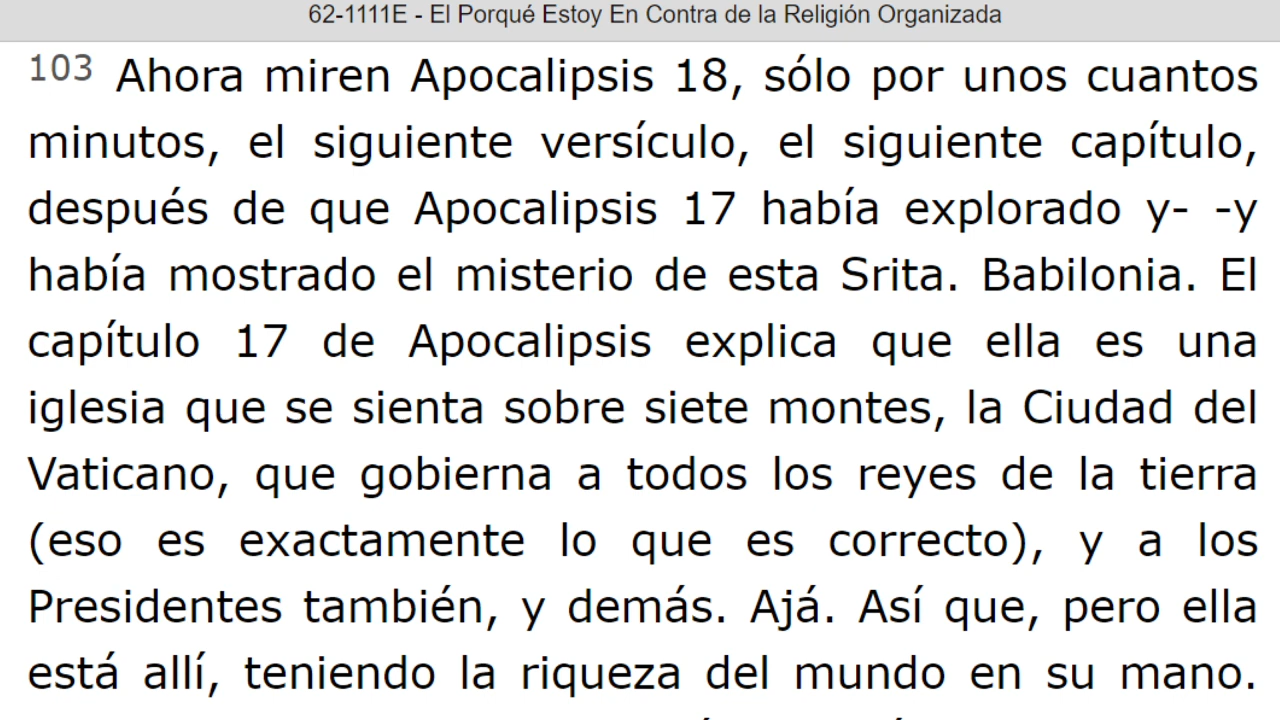 62-1111E - El Porqué Estoy En Contra de la Religión Organizada
103 Ahora miren Apocalipsis 18, sólo por unos cuantos
minutos, el siguiente versículo, el siguiente capítulo,
después de que Apocalipsis 17 había explorado y- -y
había mostrado el misterio de esta Srita. Babilonia. El
capítulo 17 de Apocalipsis explica que ella es una
iglesia que se sienta sobre siete montes, la Ciudad del
Vaticano, que gobierna a todos los reyes de la tierra
(eso es exactamente lo que es correcto), y a los
Presidentes también, y demás. Ajá. Así que, pero ella
está allí, teniendo la riqueza del mundo en su mano.